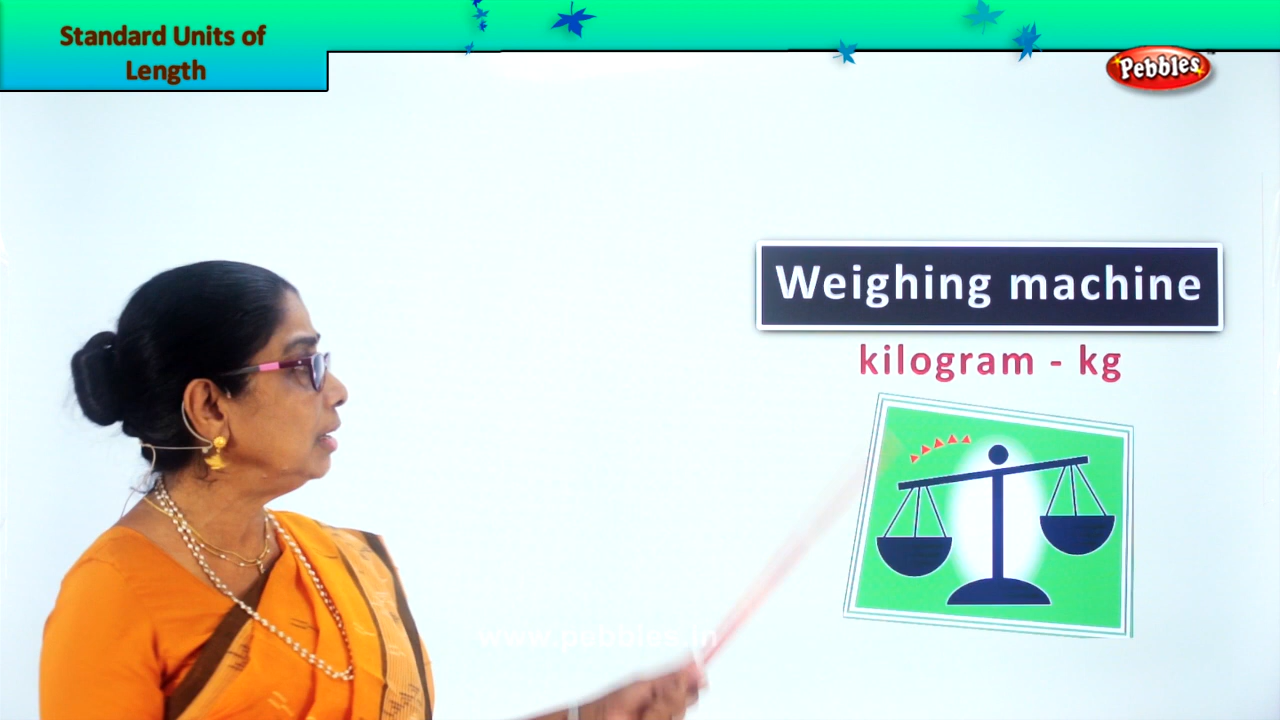 Standard Units of
Length
Pebbles
Weighing machine
kilogram - kg
www.pebbles.in